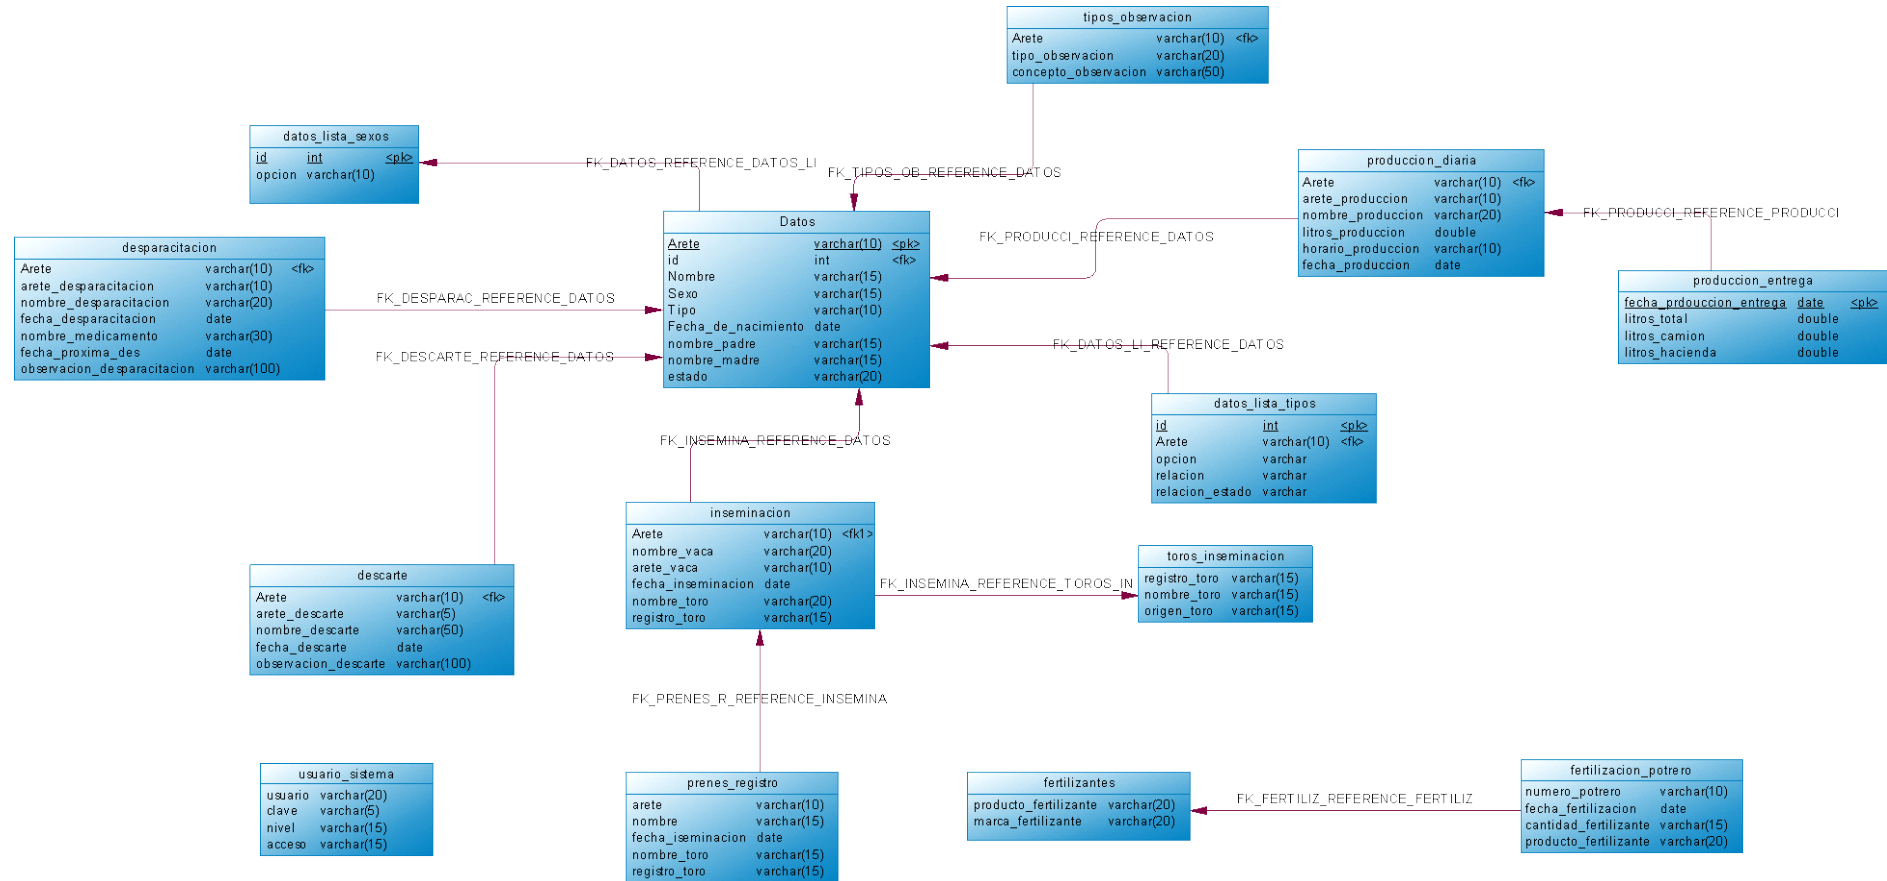 tipos_observacion
Arete varchar(10) <fk>
tipo_observacion varchar(20)
concepto_observacion varchar(50)
datos_lista_sexos
id int <pk>
opcion varchar(10)
FK_DATOS_REFERENCE_DATOS_LI
FK_TIPOS_OB_REFERENCE_DATOS
produccion_diaria
Arete varchar(10) <fk>
arete_produccion varchar(10)
nombre_produccion varchar(20)
litros_produccion double
horario_produccion varchar(10)
fecha_produccion date
FK_PRODUCCI_REFERENCE_PRODUCCI
FK_PRODUCCI_REFERENCE_DATOS
Datos
Arete varchar(10) <pk>
id int <fk>
Nombre varchar(15)
Sexo varchar(15)
Tipo varchar(10)
Fecha_de_nacimiento date
nombre_padre varchar(15)
nombre_madre varchar(15)
estado varchar(20)
desparacitacion
Arete varchar(10) <fk>
arete_desparacitacion varchar(10)
nombre_desparacitacion varchar(20)
fecha_desparacitacion date
nombre_medicamento varchar(30)
fecha_proxima_des date
observacion_desparacitacion varchar(100)
FK_DESPARAC_REFERENCE_DATOS
FK_DESCARTE_REFERENCE_DATOS
produccion_entrega
fecha_prdouccion_entrega date <pk>
litros_total double
litros_camion double
litros_hacienda double
FK_DATOS_LI_REFERENCE_DATOS
datos_lista_tipos
id int <pk>
Arete varchar(10) <fk>
opcion varchar
relacion varchar
relacion_estado varchar
FK_INSEMINA_REFERENCE_DATOS
inseminacion
Arete varchar(10) <fk1>
nombre_vaca varchar(20)
arete_vaca varchar(10)
fecha_inseminacion date
nombre_toro varchar(20)
registro_toro varchar(15)
FK_INSEMINA_REFERENCE_TOROS_IN
toros_inseminacion
registro_toro varchar(15)
nombre_toro varchar(15)
origen_toro varchar(15)
descarte
Arete varchar(10) <fk>
arete_descarte varchar(5)
nombre_descarte varchar(50)
fecha_descarte date
observacion_descarte varchar(100)
FK_PRENES_R_REFERENCE_INSEMINA
usuario_sistema
usuario varchar(20)
clave varchar(5)
nivel varchar(15)
acceso varchar(15)
prenes_registro
arete varchar(10)
nombre varchar(15)
fecha_iseminacion date
nombre_toro varchar(15)
registro_toro varchar(15)
fertilizantes
producto_fertilizante varchar(20)
marca_fertilizante varchar(20)
FK_FERTILIZ_REFERENCE_FERTILIZ
fertilizacion_potrero
numero_potrero varchar(10)
fecha_fertilizacion date
cantidad_fertilizante varchar(15)
producto_fertilizante varchar(20)